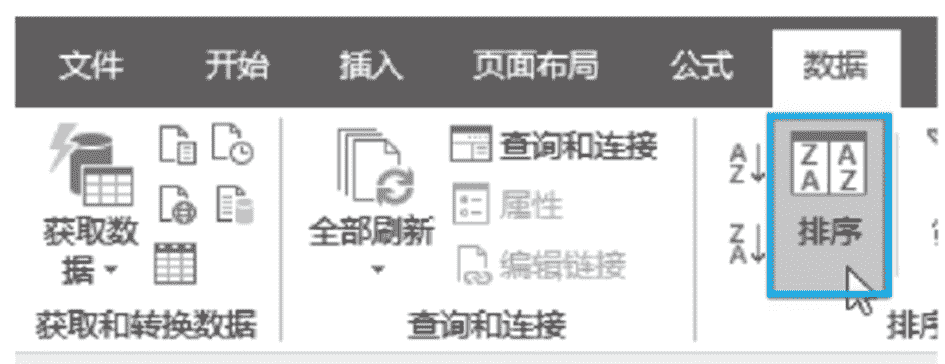 文件 开始 插入 页面布局 公式 数据
获取数
据
全部刷新
查询和连接
属性
编辑链接
A
Z
Z
A
Z A
A Z
排序
获取和转换数据 查询和连接 排序